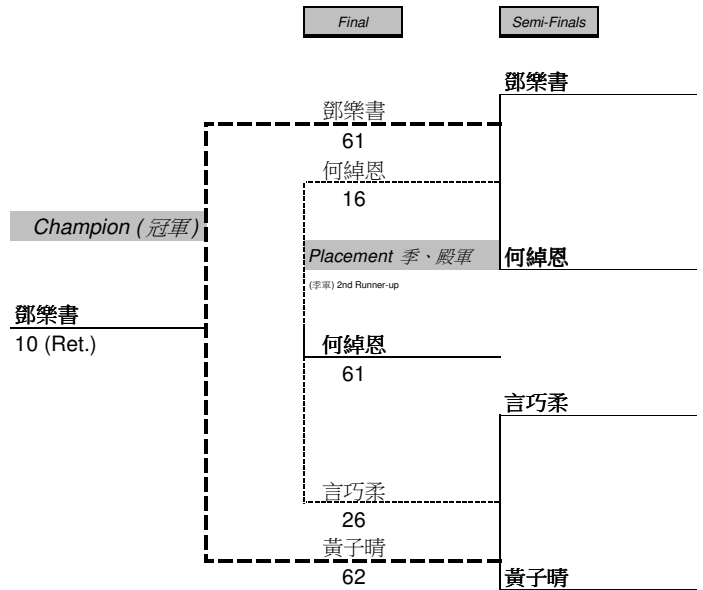 Final
Semi-Finals
鄧樂書
鄧樂書
61
何綽恩
16
Champion (冠軍)
Placement 季、殿軍
何綽恩
(季軍) 2nd Runner-up
鄧樂書
10 (Ret.)
何綽恩
61
言巧柔
言巧柔
26
黃子晴
62
黃子晴